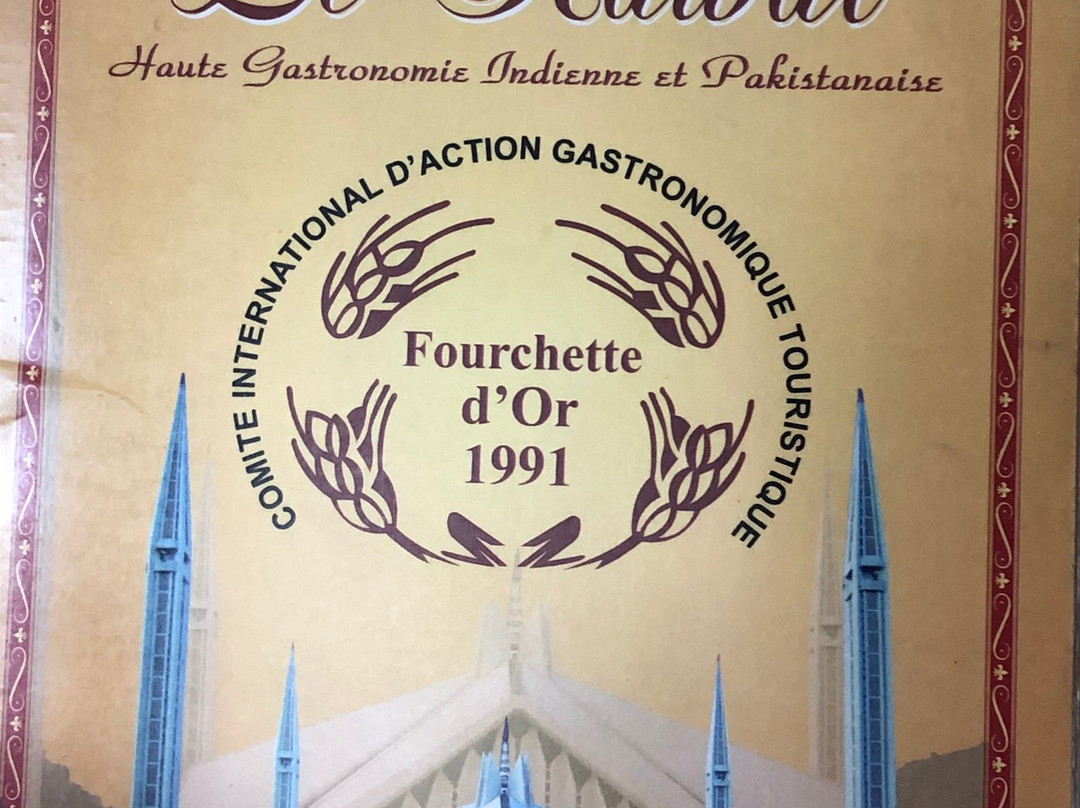 Haute Gastronomie Indienne et Pakistanaise
COMITE INTERNATIONAL D'ACTION GASTRONOMIQUE TOURISTIQUE
Fourchette
d'Or
1991